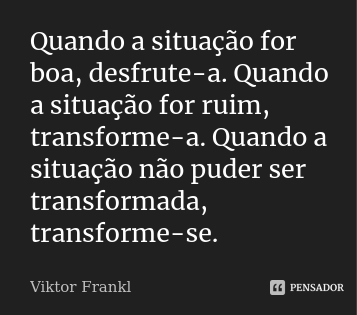 Quando a situação for
boa, desfrute-a. Quando
a situação for ruim,
transforme-a. Quando a
situação não puder ser
transformada,
transforme-se.
Viktor Frankl
PENSADOR